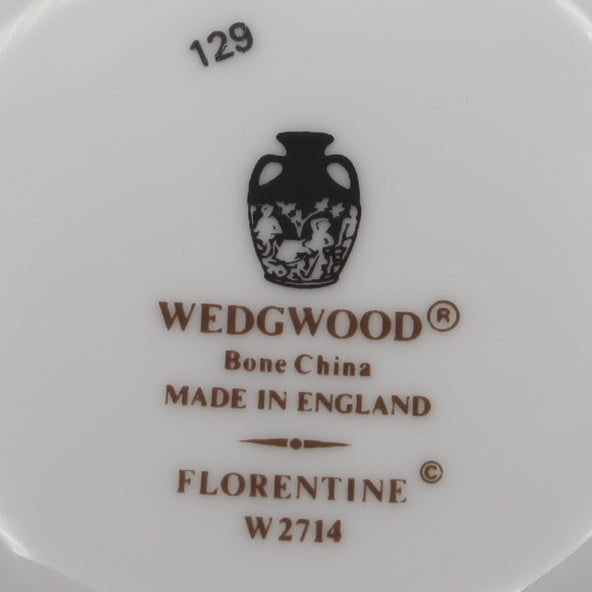 129
WEDGWOOD®
Bone China
MADE IN ENGLAND
FLORENTINE ©
W2714